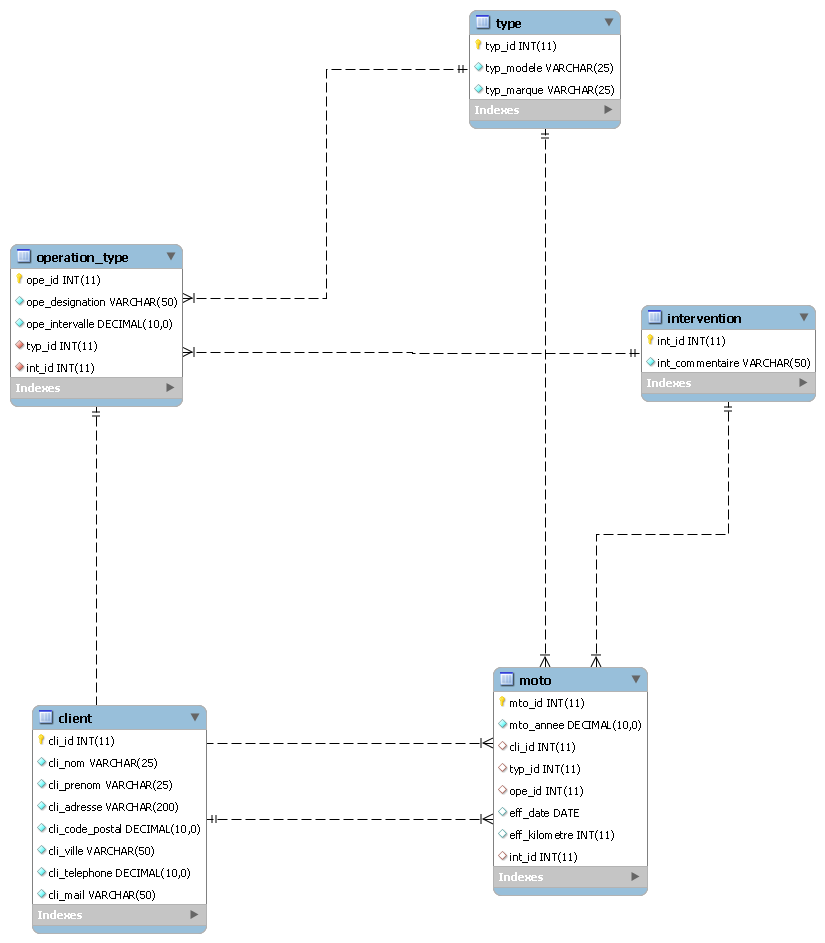 type
typ_id INT(11)
typ_modele VARCHAR(25)
typ_marque VARCHAR(25)
Indexes
operation_type
ope_id INT(11)
ope_designation VARCHAR(50)
ope_intervalle DECIMAL(10,0)
typ_id INT(11)
int_id INT(11)
Indexes
intervention
int_id INT(11)
int_commentaire VARCHAR(50)
Indexes
client
cli_id INT(11)
cli_nom VARCHAR(25)
cli_prenom VARCHAR(25)
cli_adresse VARCHAR(200)
cli_code_postal DECIMAL(10,0)
cli_ville VARCHAR(50)
cli_telephone DECIMAL(10,0)
cli_mail VARCHAR(50)
Indexes
moto
mto_id INT(11)
mto_annee DECIMAL(10,0)
cli_id INT(11)
typ_id INT(11)
ope_id INT(11)
eff_date DATE
eff_kilometre INT(11)
int_id INT(11)
Indexes